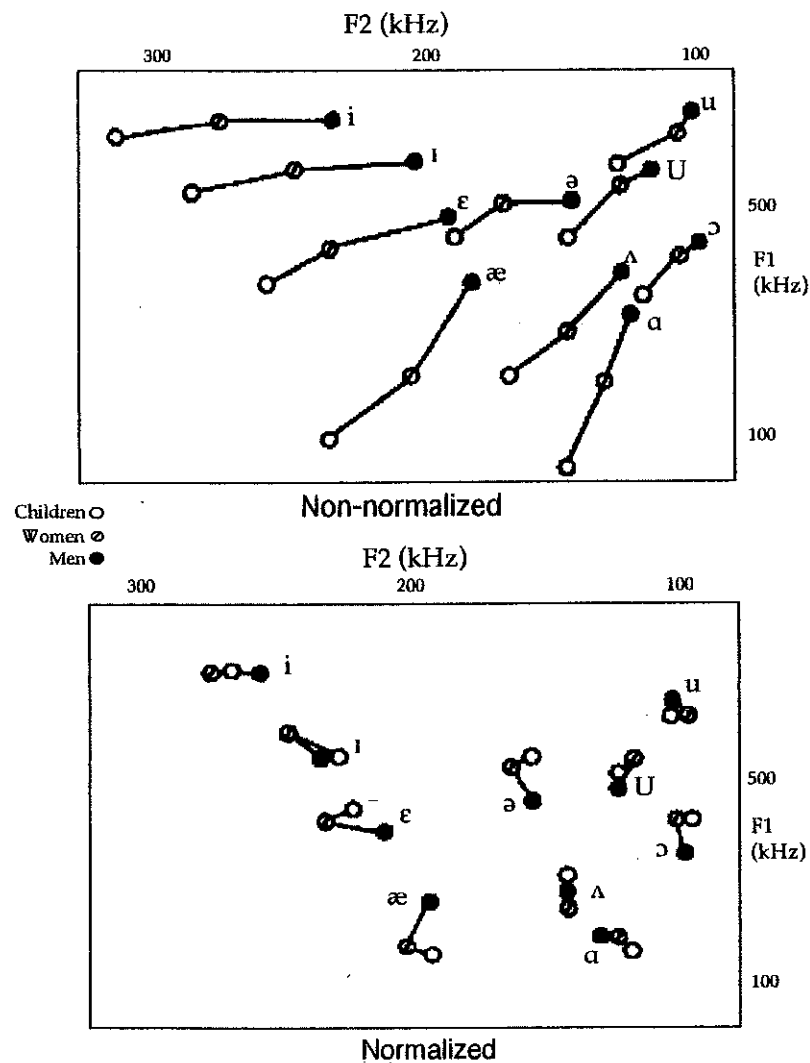 F2 (kHz)
300 200 100
i
u
ɪ
U
ɛ
ə
500
ɔ
æ
ʌ
F1
(kHz)
ɑ
100
Non-normalized
Children
Women
Men
F2 (kHz)
300 200 100
i
u
ɪ
500
U
ə
ɛ
F1
(kHz)
ɔ
æ
ʌ
ɑ
100
Normalized